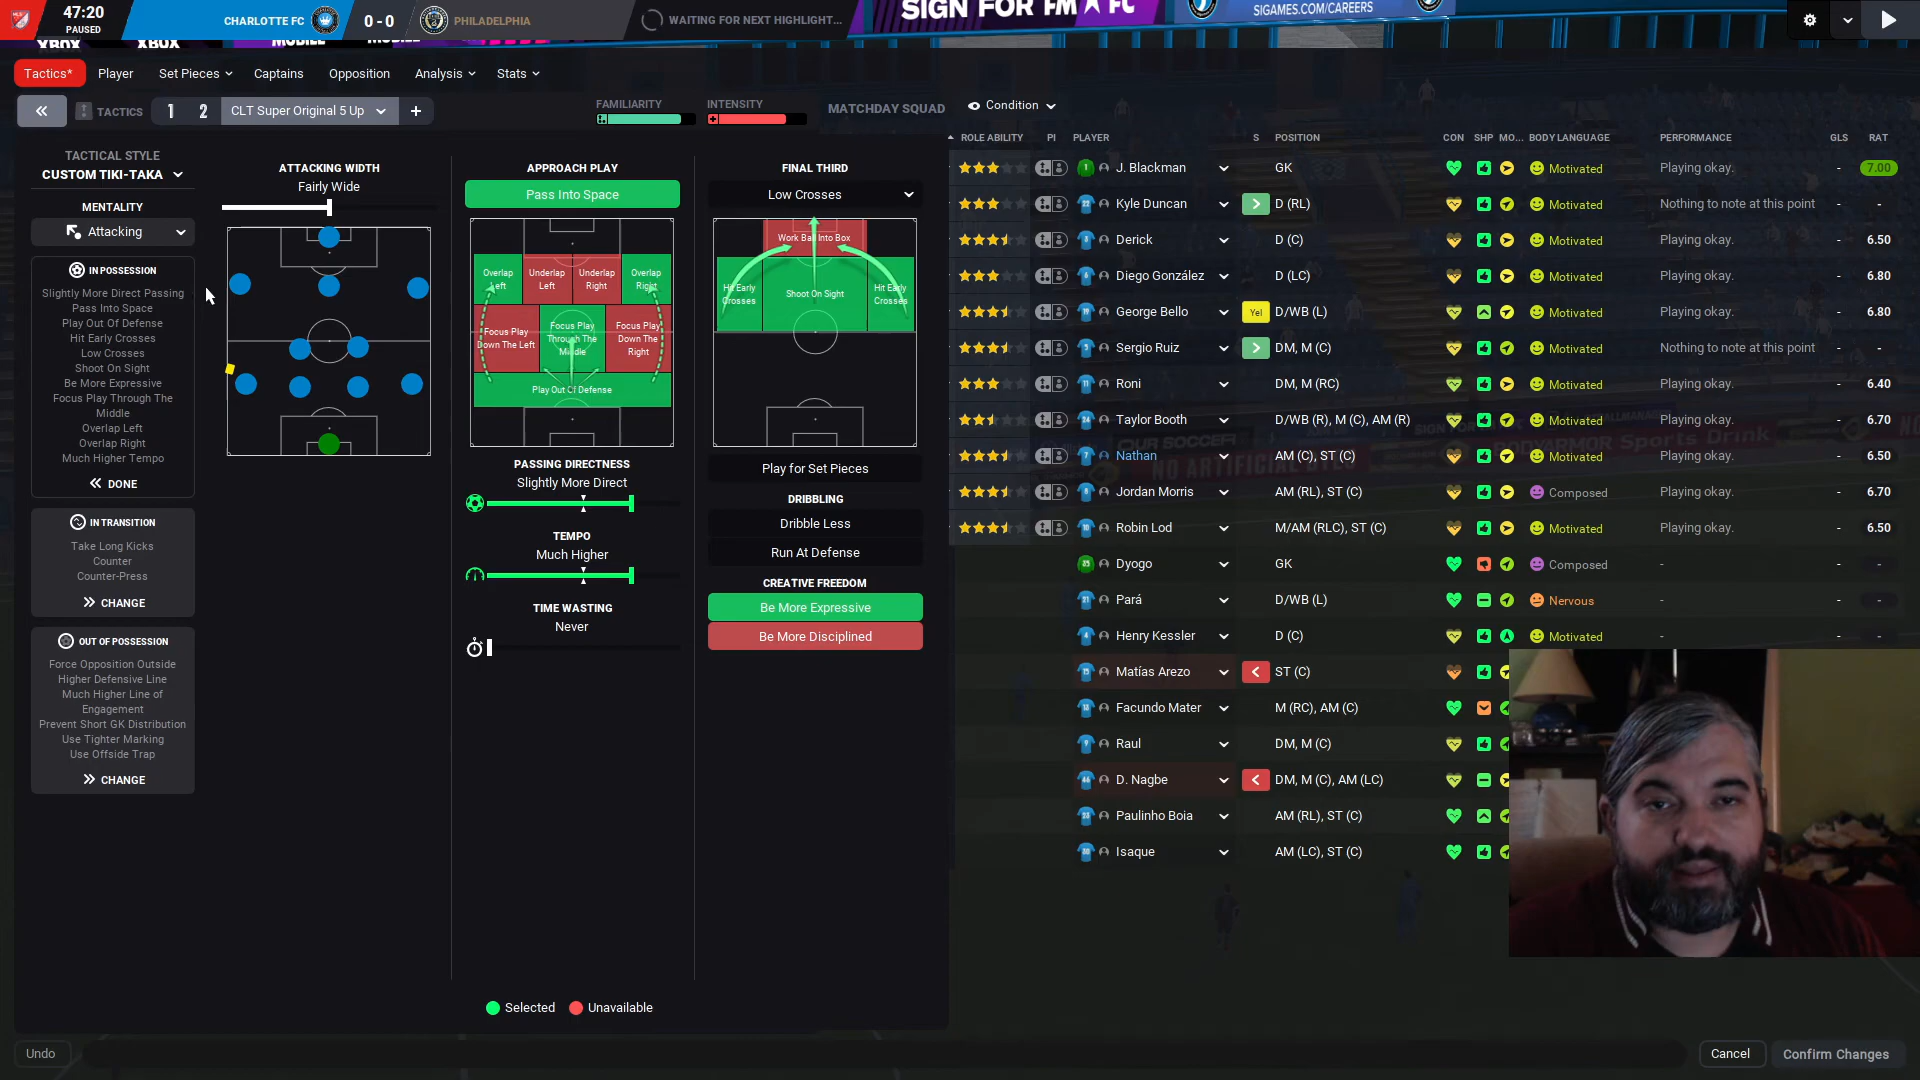 47:20
PAUSED
CHARLOTTE FC
0 - 0
PHILADELPHIA
WAITING FOR NEXT HIGHLIGHT...
SIGN FOR FM FC
SIGAMES.COM/CAREERS
XBOX
XBOX
MOBILE
Tactics*
Player
Set Pieces
Captains
Opposition
Analysis
Stats
TACTICS
1
2
CLT Super Original 5 Up
+
FAMILIARITY
INTENSITY
MATCHDAY SQUAD
Condition
TACTICAL STYLE
CUSTOM TIKI-TAKA
MENTALITY
Attacking
IN POSSESSION
Slightly More Direct Passing
Pass Into Space
Play Out Of Defense
Hit Early Crosses
Low Crosses
Shoot On Sight
Be More Expressive
Focus Play Through The
Middle
Overlap Left
Overlap Right
Much Higher Tempo
DONE
IN TRANSITION
Take Long Kicks
Counter
Counter-Press
CHANGE
OUT OF POSSESSION
Force Opposition Outside
Higher Defensive Line
Much Higher Line of
Engagement
Prevent Short GK Distribution
Use Tighter Marking
Use Offside Trap
CHANGE
ATTACKING WIDTH
Fairly Wide
APPROACH PLAY
Pass Into Space
Overlap
Left
Underlap
Left
Underlap
Right
Overlap
Right
Focus Play
Down The Left
Focus Play
Through The
Middle
Focus Play
Down The
Right
Play Out Of Defense
PASSING DIRECTNESS
Slightly More Direct
TEMPO
Much Higher
TIME WASTING
Never
FINAL THIRD
Low Crosses
Work Ball Into Box
Hit Early
Crosses
Shoot On Sight
Hit Early
Crosses
Play for Set Pieces
DRIBBLING
Dribble Less
Run At Defense
CREATIVE FREEDOM
Be More Expressive
Be More Disciplined
Selected
Unavailable
ROLE ABILITY PI PLAYER S POSITION CON SHP MO... BODY LANGUAGE PERFORMANCE GLS RAT
J. Blackman GK Motivated Playing okay. - 7.00
Kyle Duncan D (RL) Motivated Nothing to note at this point - -
Derick D (C) Motivated Playing okay. - 6.50
Diego González D (LC) Motivated Playing okay. - 6.80
George Bello Yel D/WB (L) Motivated Playing okay. - 6.80
Sergio Ruiz DM, M (C) Motivated Nothing to note at this point - -
Roni DM, M (RC) Motivated Playing okay. - 6.40
Taylor Booth D/WB (R), M (C), AM (R) Motivated Playing okay. - 6.70
Nathan AM (C), ST (C) Motivated Playing okay. - 6.50
Jordan Morris AM (RL), ST (C) Composed Playing okay. - 6.70
Robin Lod M/AM (RLC), ST (C) Motivated Playing okay. - 6.50
Dyogo GK Composed - - -
Pará D/WB (L) Nervous - - -
Henry Kessler D (C) Motivated - - -
Matías Arezo ST (C)
Facundo Mater M (RC), AM (C)
Raul DM, M (C)
D. Nagbe DM, M (C), AM (LC)
Paulinho Boia AM (RL), ST (C)
Isaque AM (LC), ST (C)
OUR SOCCER
BODYARMOR Sports Drink
Undo
Cancel
Confirm Changes